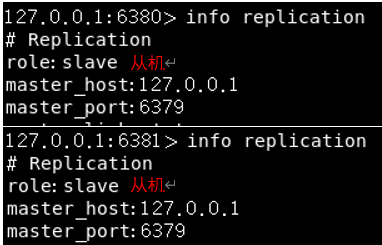 127.0.0.1:6380> info replication
# Replication
role:slave 从机↵
master_host:127.0.0.1
master_port:6379
127.0.0.1:6381> info replication
# Replication
role:slave 从机↵
master_host:127.0.0.1
master_port:6379